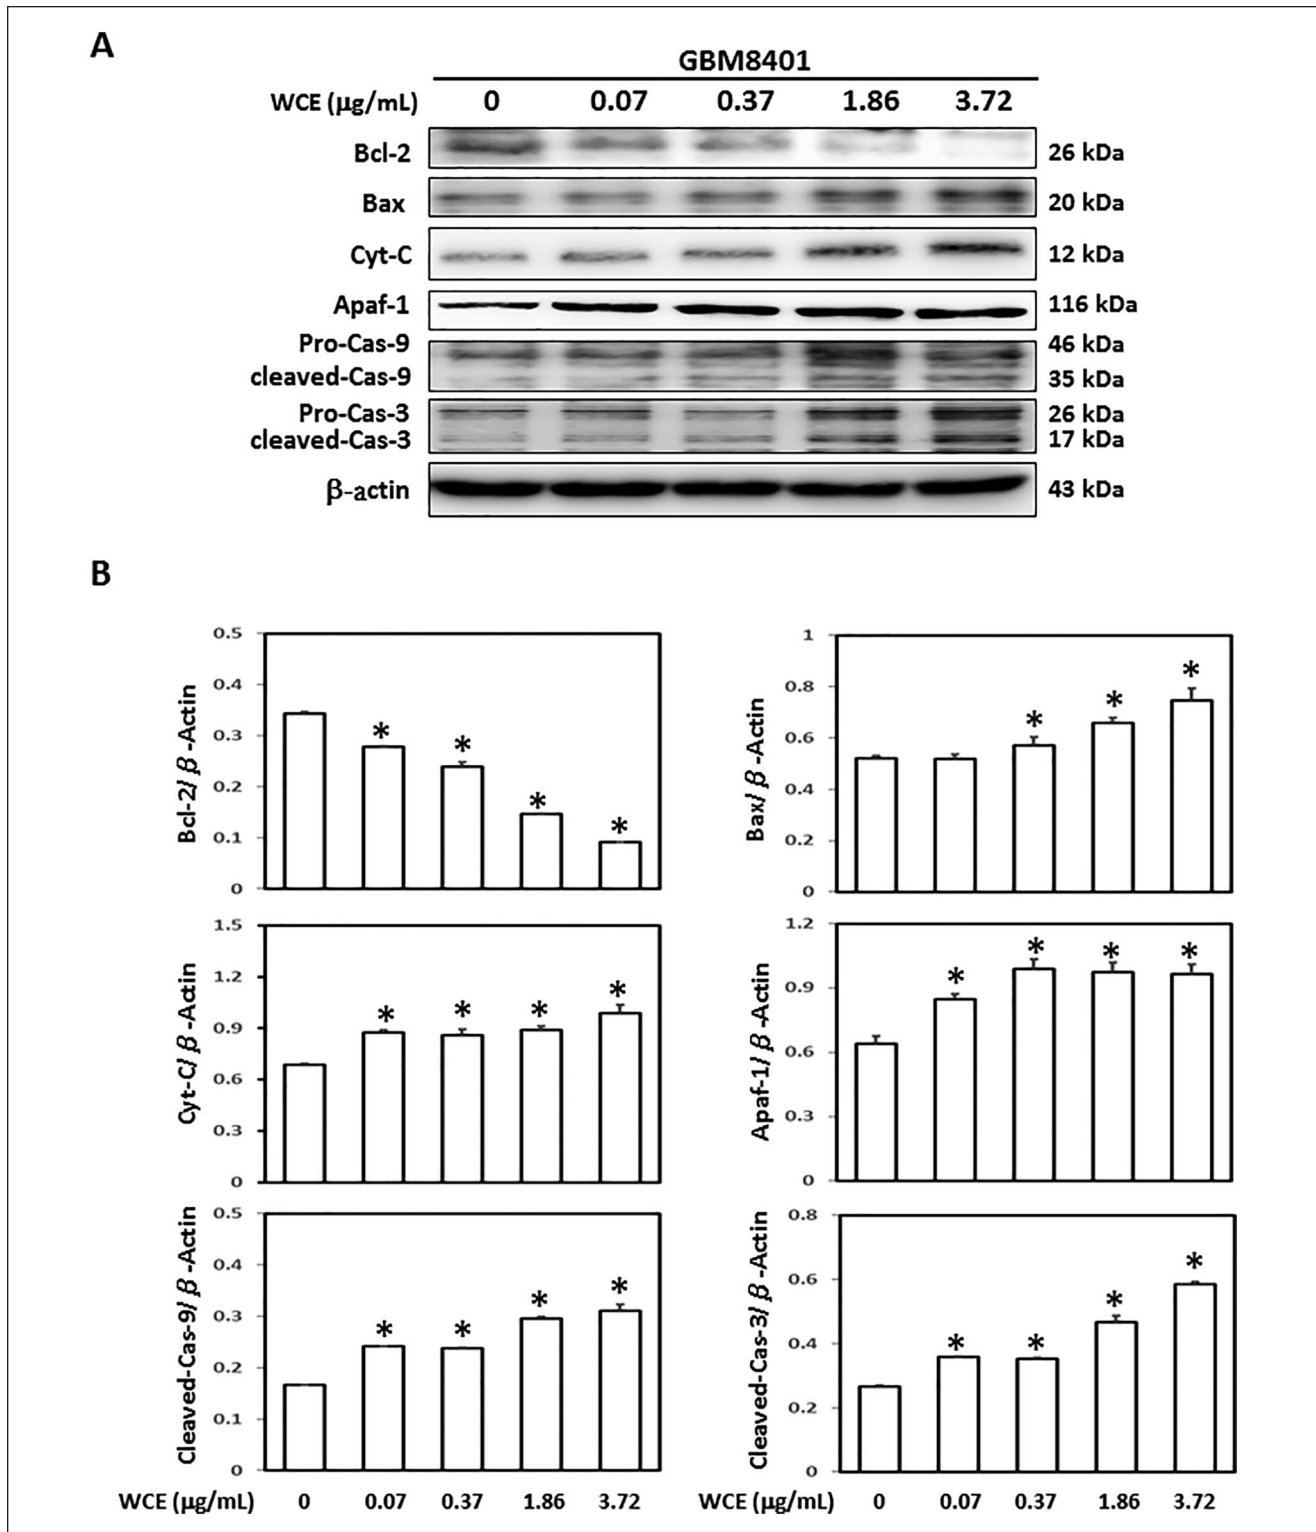 A
GBM8401
WCE (µg/mL) 0 0.07 0.37 1.86 3.72
Bcl-2 26 kDa
Bax 20 kDa
Cyt-C 12 kDa
Apaf-1 116 kDa
Pro-Cas-9 46 kDa
cleaved-Cas-9 35 kDa
Pro-Cas-3 26 kDa
cleaved-Cas-3 17 kDa
β-actin 43 kDa
B
Bcl-2/β-Actin
0.5
0.4
0.3
0.2
0.1
0
* * * *
Bax/β-Actin
1
0.8
0.6
0.4
0.2
0
* * *
Cyt-C/β-Actin
1.5
1.2
0.9
0.6
0.3
0
* * * *
Apaf-1/β-Actin
1.2
0.9
0.6
0.3
0
* * * *
Cleaved-Cas-9/β-Actin
0.5
0.4
0.3
0.2
0.1
0
* * * *
WCE (µg/mL) 0 0.07 0.37 1.86 3.72
Cleaved-Cas-3/β-Actin
0.8
0.6
0.4
0.2
0
* * * *
WCE (µg/mL) 0 0.07 0.37 1.86 3.72